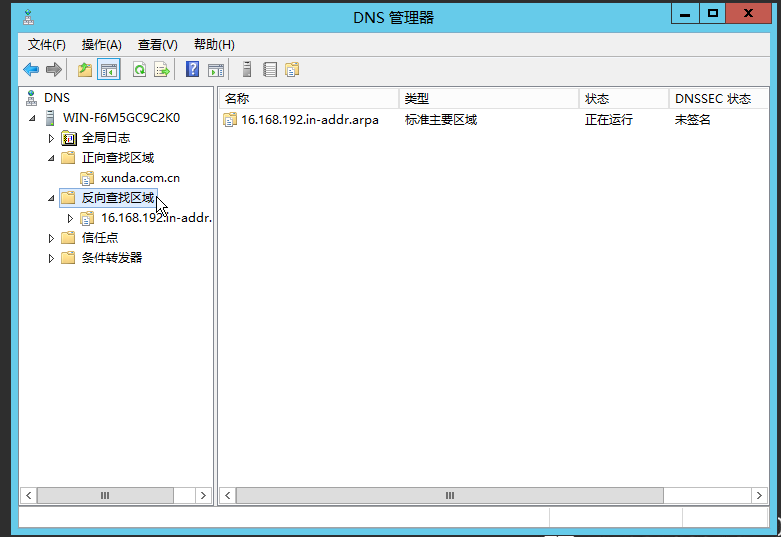 DNS 管理器
文件(F) 操作(A) 查看(V) 帮助(H)
DNS
WIN-F6M5GC9C2K0
全局日志
正向查找区域
xunda.com.cn
反向查找区域
16.168.192.in-addr.
信任点
条件转发器
名称 类型 状态 DNSSEC 状态
16.168.192.in-addr.arpa 标准主要区域 正在运行 未签名